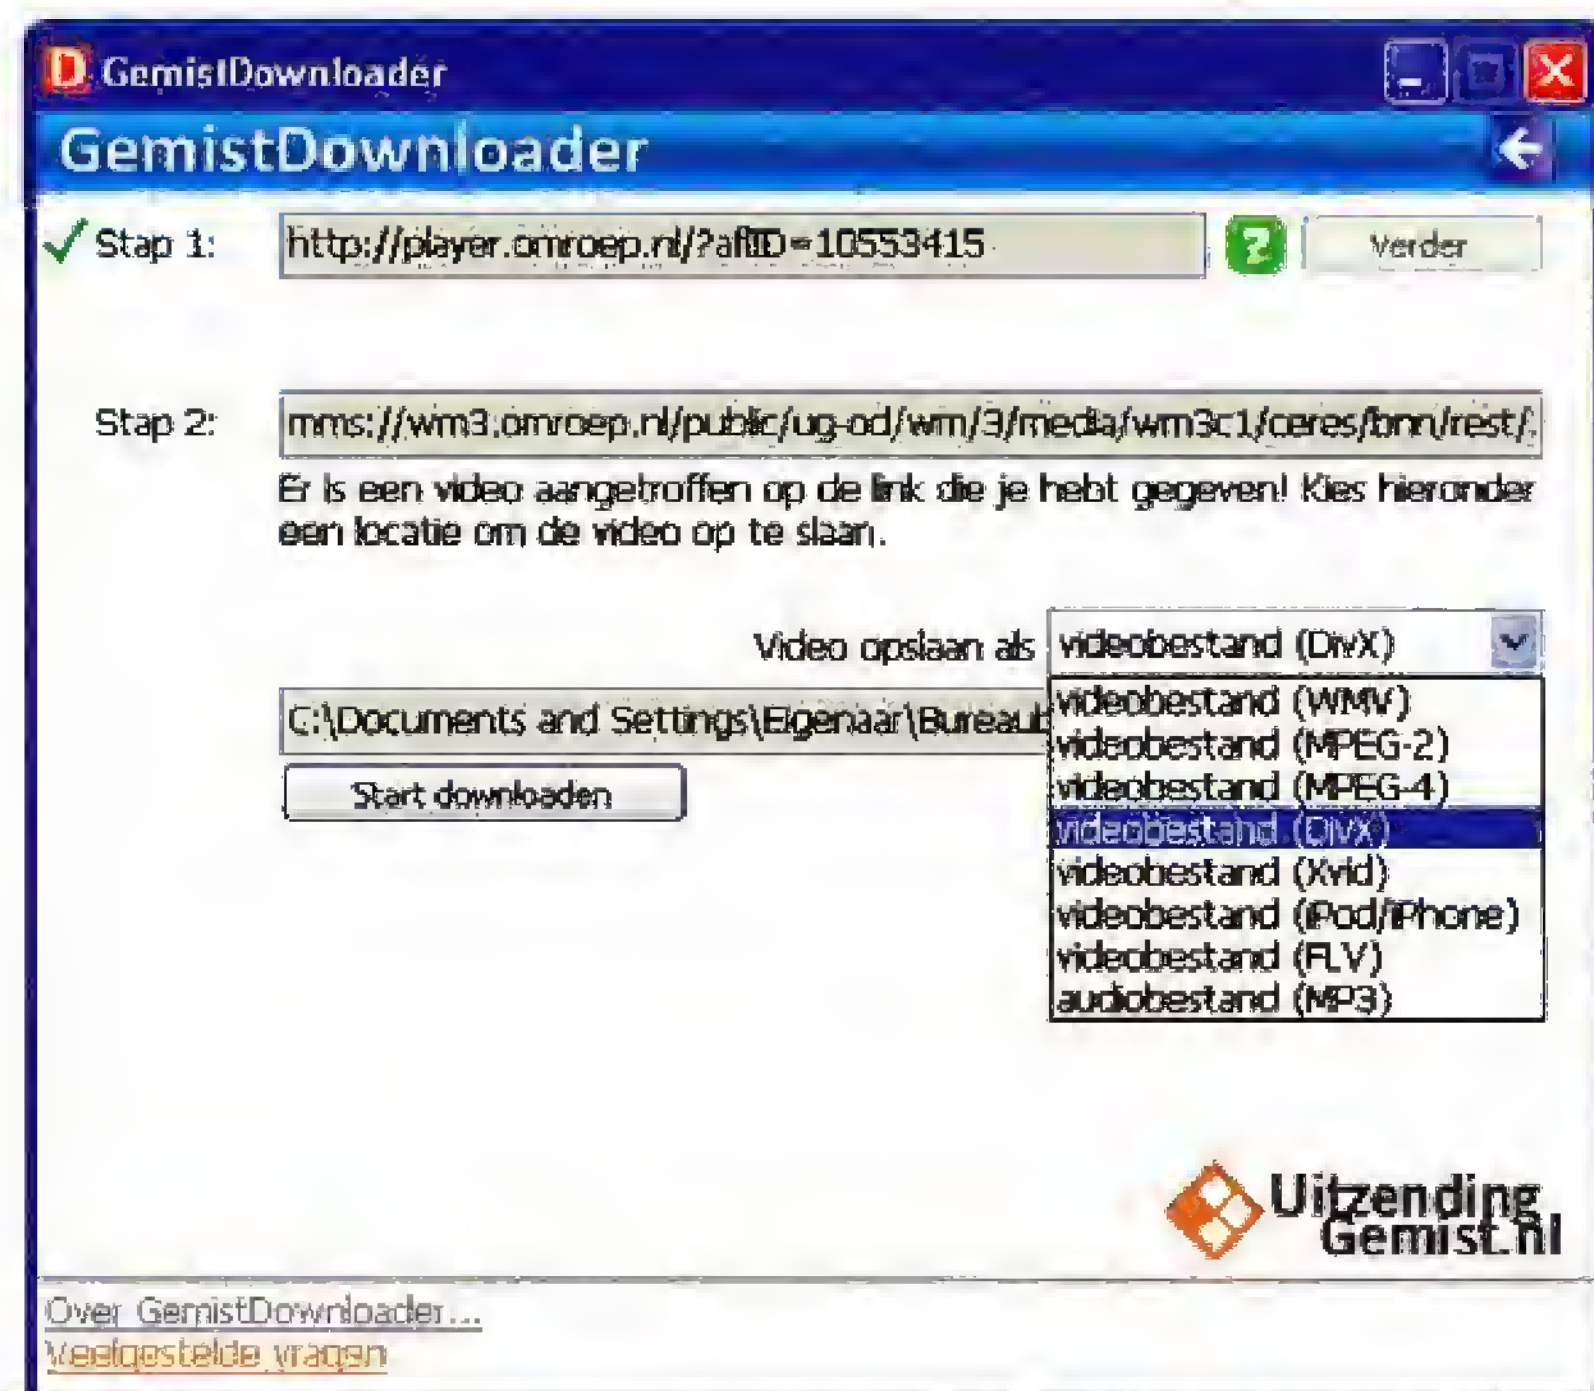 GemistDownloader
GemistDownloader
Stap 1:
http://player.omroep.nl/?aflID=10553415
Verder
Stap 2:
mms://wm3.omroep.nl/public/ug-od/wm/3/media/wm3c1/ceres/bnn/rest/.
Er is een video aangetroffen op de link die je hebt gegeven! Kies hieronder
een locatie om de video op te slaan.
Video opslaan als
videobestand (DivX)
C:\Documents and Settings\Eigenaar\Bureaub
videobestand (WMV)
videobestand (MPEG-2)
videobestand (MPEG-4)
videobestand (DivX)
videobestand (Xvid)
videobestand (iPod/iPhone)
videobestand (FLV)
audiobestand (MP3)
Start downloaden
Uitzending
Gemist.nl
Over GemistDownloader...
Veelgestelde vragen